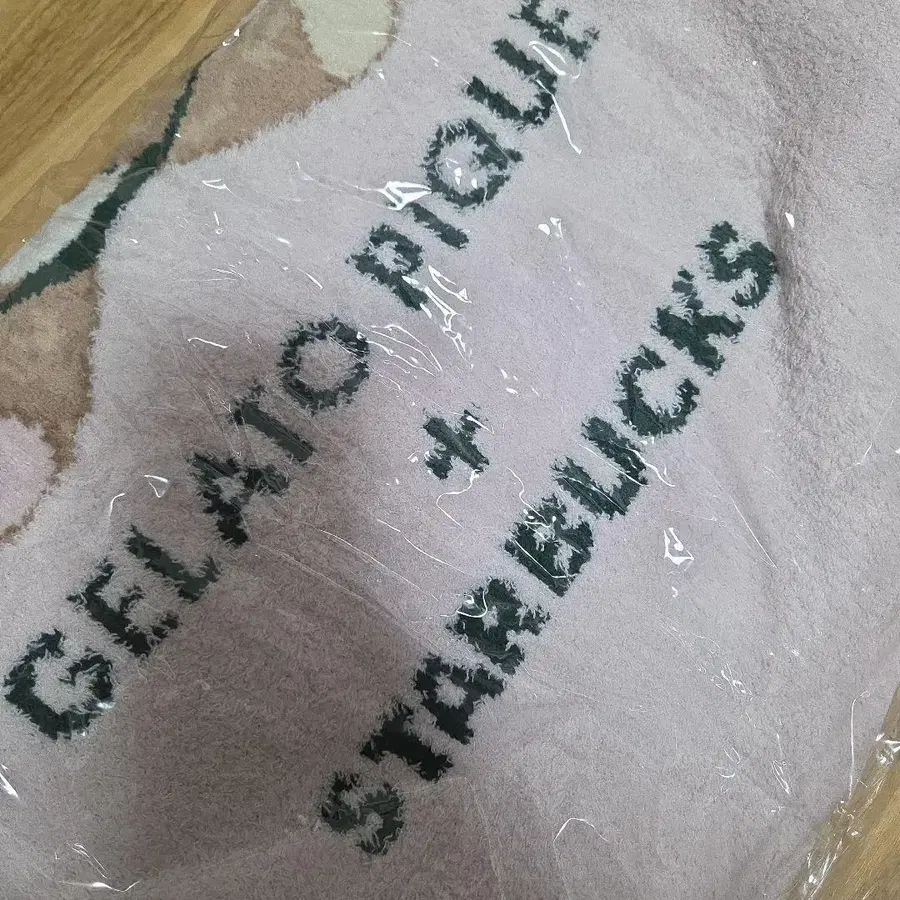 GELATO PIQUE
+
STARBUCKS